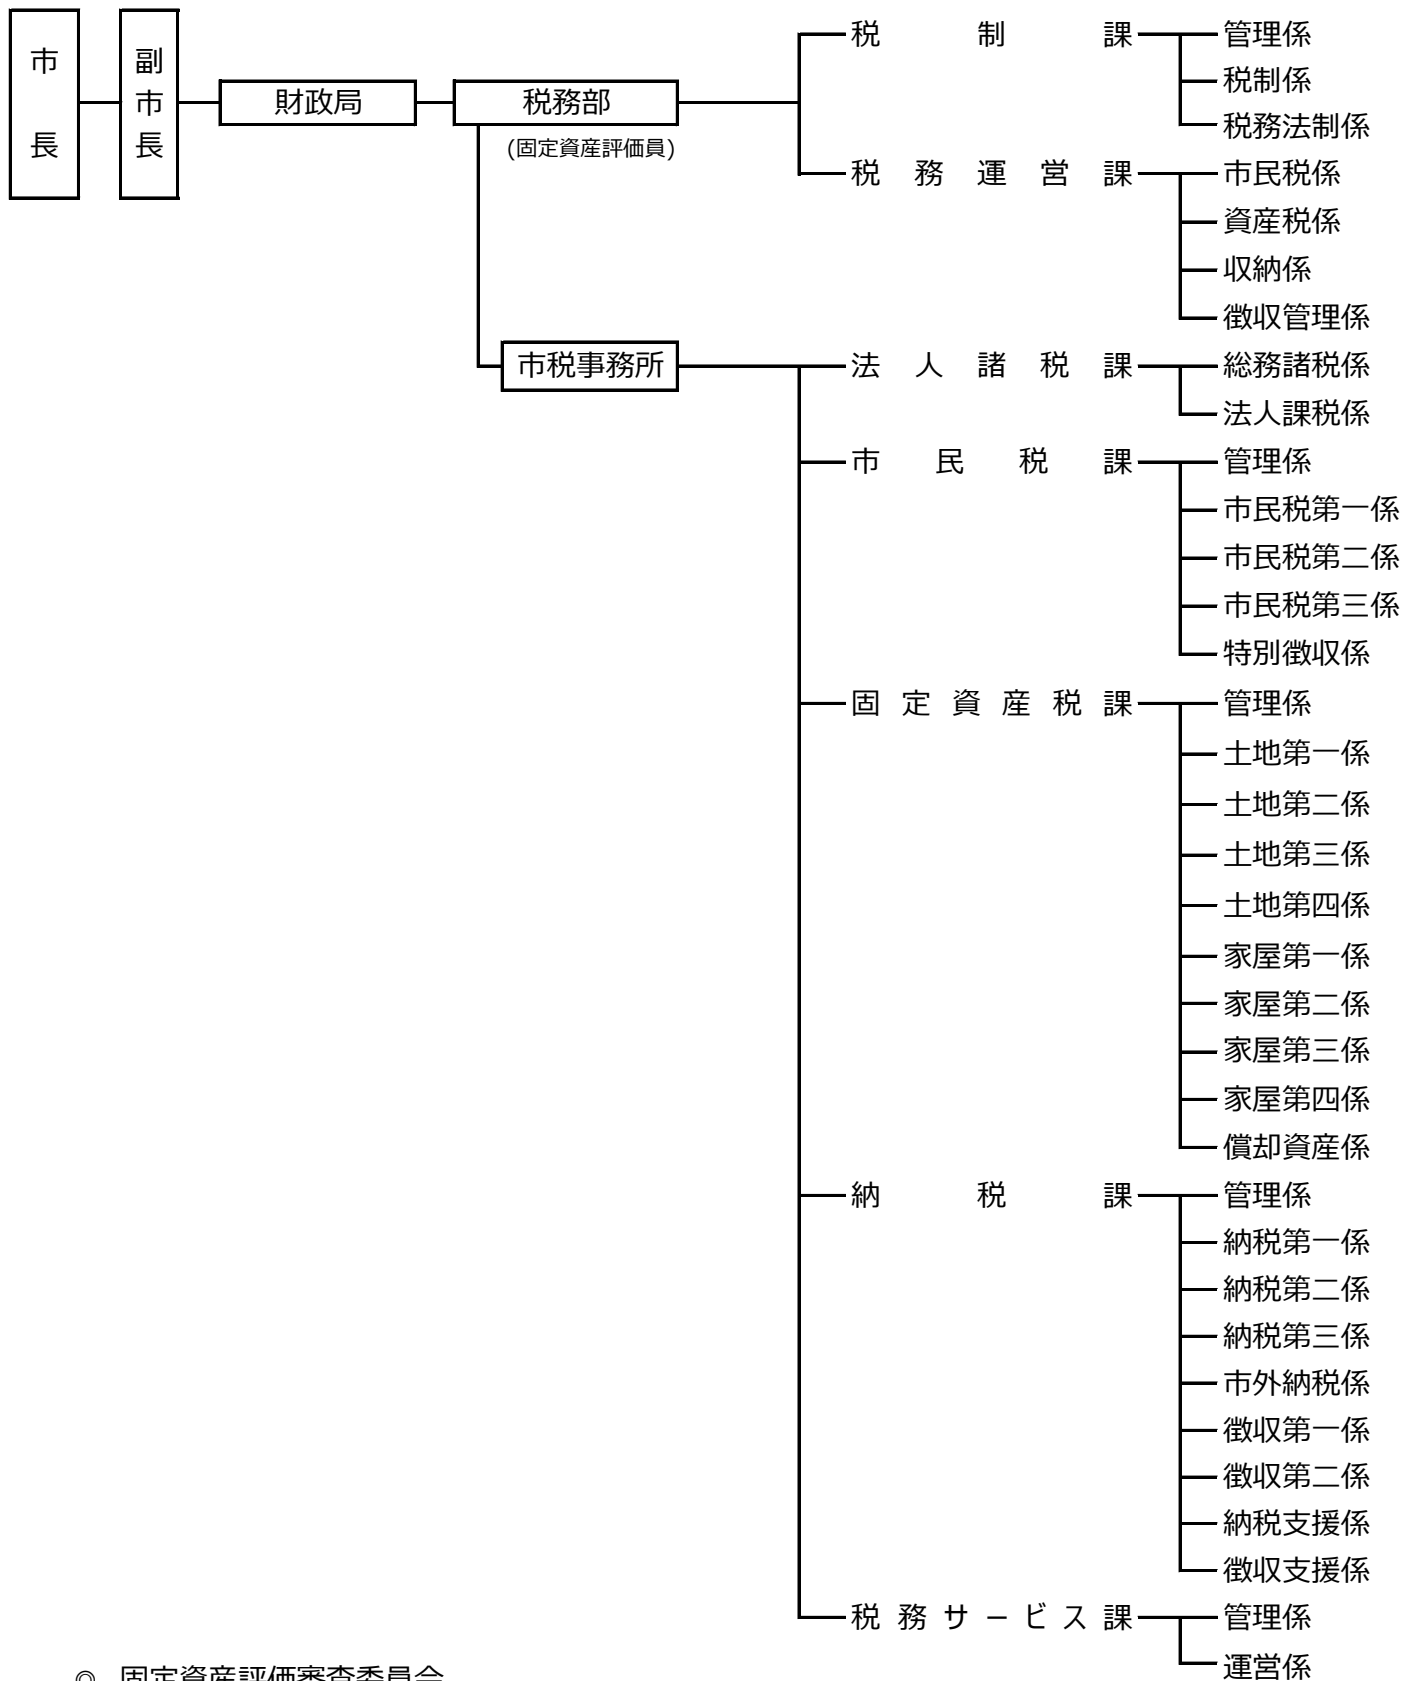 市長
副市長
財政局
税務部
(固定資産評価員)
税制課
管理係
税制係
税務法制係
税務運営課
市民税係
資産税係
収納係
徴収管理係
市税事務所
法人諸税課
総務諸税係
法人課税係
市民税課
管理係
市民税第一係
市民税第二係
市民税第三係
特別徴収係
固定資産税課
管理係
土地第一係
土地第二係
土地第三係
土地第四係
家屋第一係
家屋第二係
家屋第三係
家屋第四係
償却資産係
納税課
管理係
納税第一係
納税第二係
納税第三係
市外納税係
徴収第一係
徴収第二係
納税支援係
徴収支援係
税務サービス課
管理係
運営係
◎ 固定資産評価審査委員会